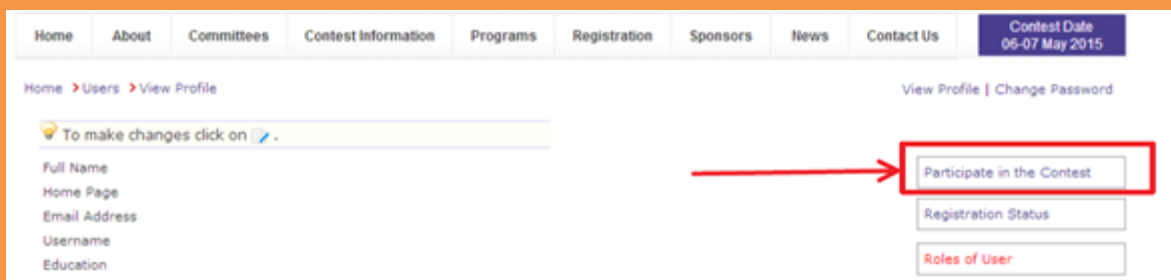 Home About Committees Contest Information Programs Registration Sponsors News Contact Us
Contest Date
06-07 May 2015
Home > Users > View Profile
View Profile | Change Password
To make changes click on .
Full Name
Home Page
Email Address
Username
Education
Participate in the Contest
Registration Status
Roles of User